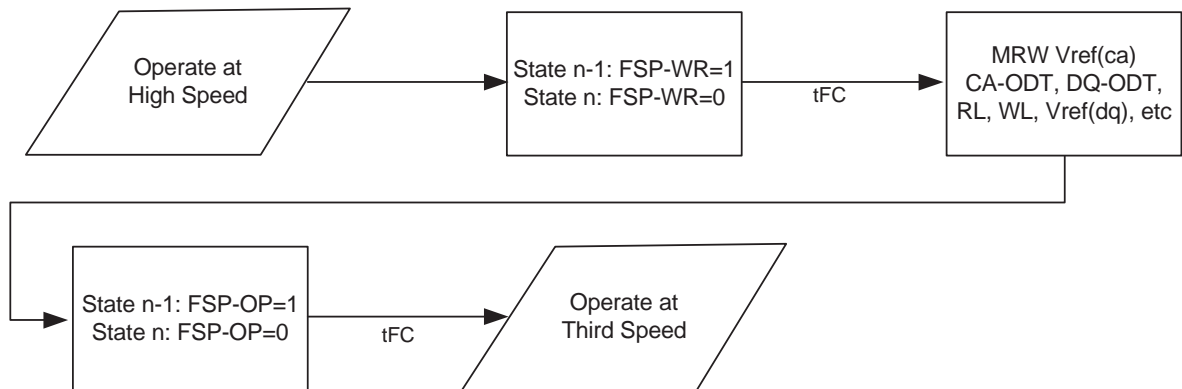 Operate at
High Speed
State n-1: FSP-WR=1
State n: FSP-WR=0
tFC
MRW Vref(ca)
CA-ODT, DQ-ODT,
RL, WL, Vref(dq), etc
State n-1: FSP-OP=1
State n: FSP-OP=0
tFC
Operate at
Third Speed